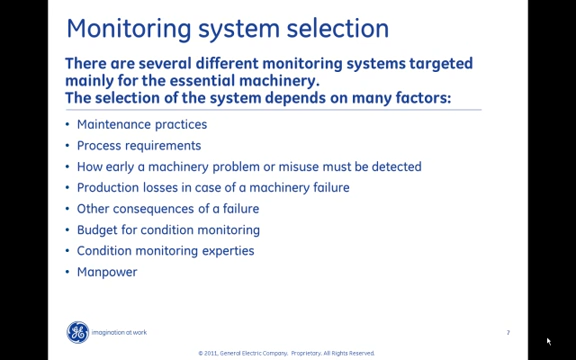 Monitoring system selection
There are several different monitoring systems targeted
mainly for the essential machinery.
The selection of the system depends on many factors:
• Maintenance practices
• Process requirements
• How early a machinery problem or misuse must be detected
• Production losses in case of a machinery failure
• Other consequences of a failure
• Budget for condition monitoring
• Condition monitoring experties
• Manpower
GE imagination at work
2
© 2011, General Electric Company. Proprietary. All Rights Reserved.